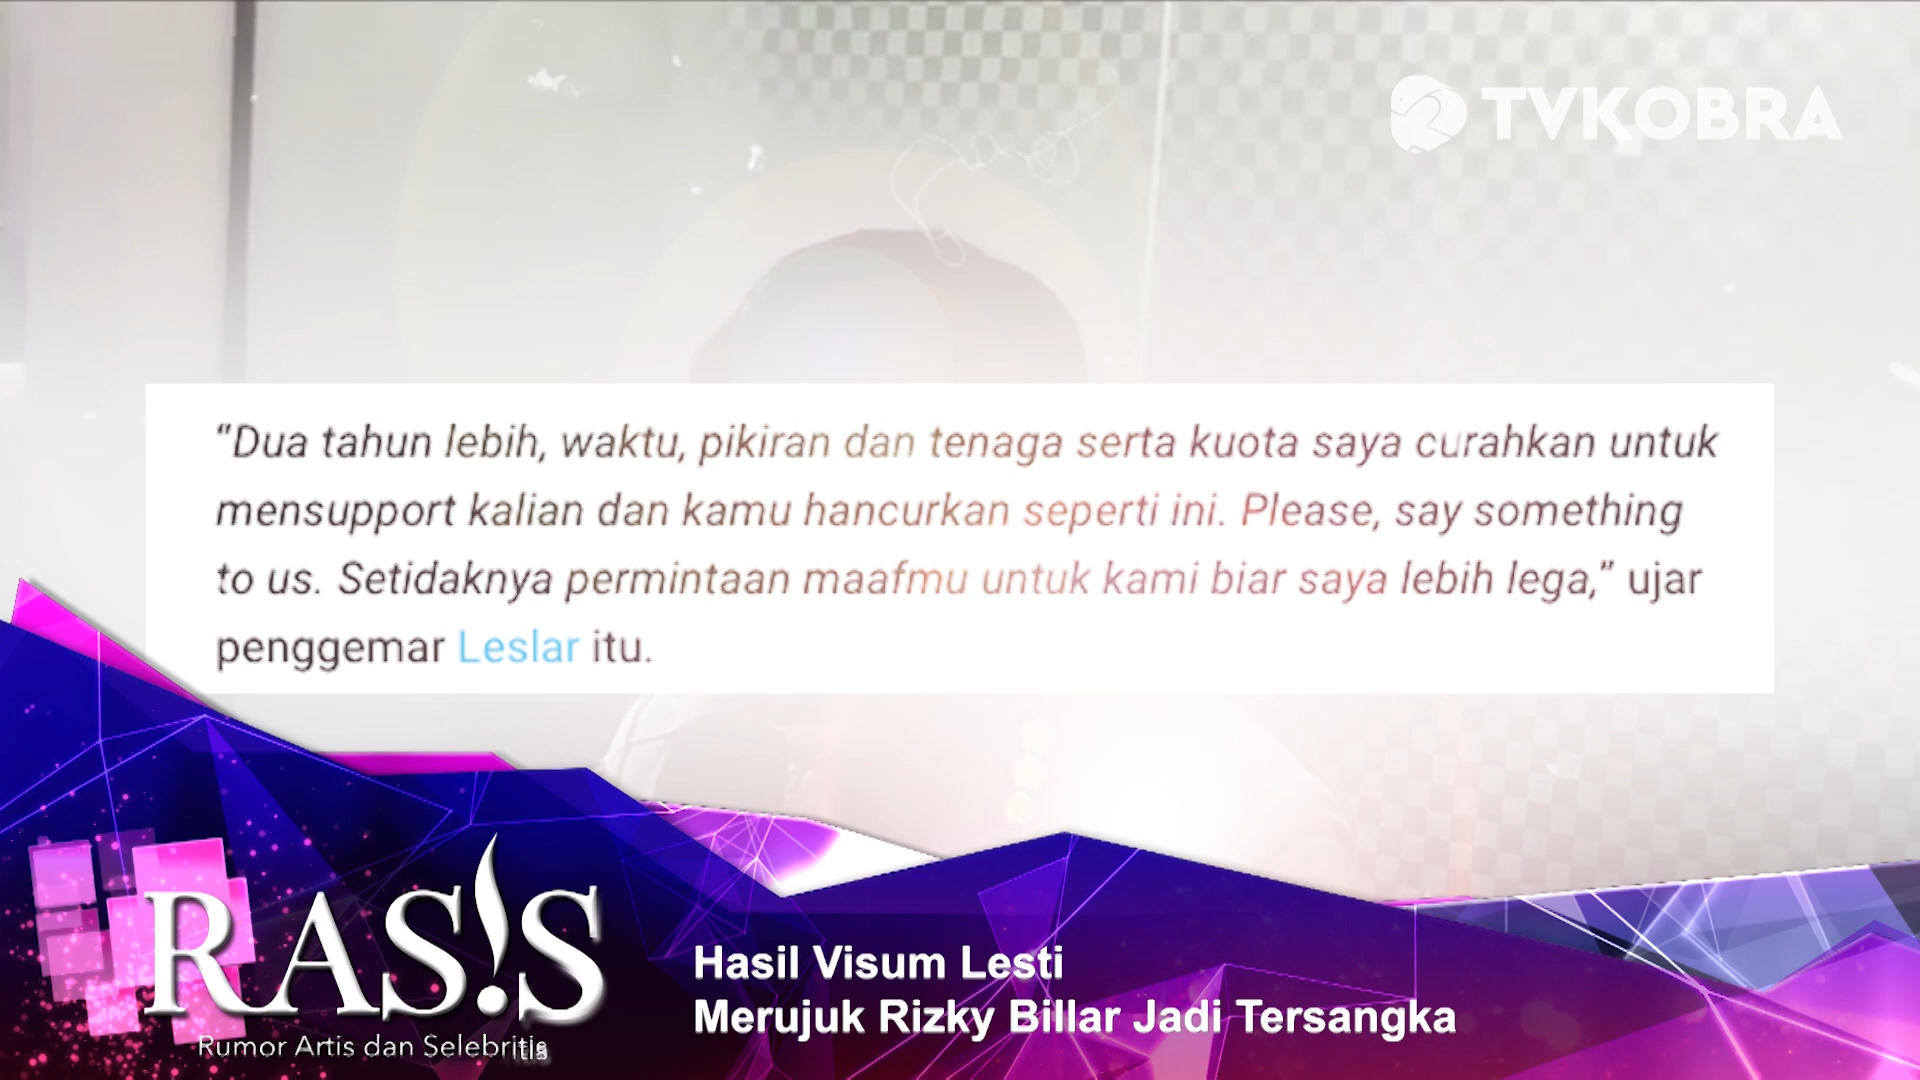 TVKOBRA
“Dua tahun lebih, waktu, pikiran dan tenaga serta kuota saya curahkan untuk
mensupport kalian dan kamu hancurkan seperti ini. Please, say something
to us. Setidaknya permintaan maafmu untuk kami biar saya lebih lega,” ujar
penggemar Leslar itu.
RAS!S
Rumor Artis dan Selebritis
Hasil Visum Lesti
Merujuk Rizky Billar Jadi Tersangka